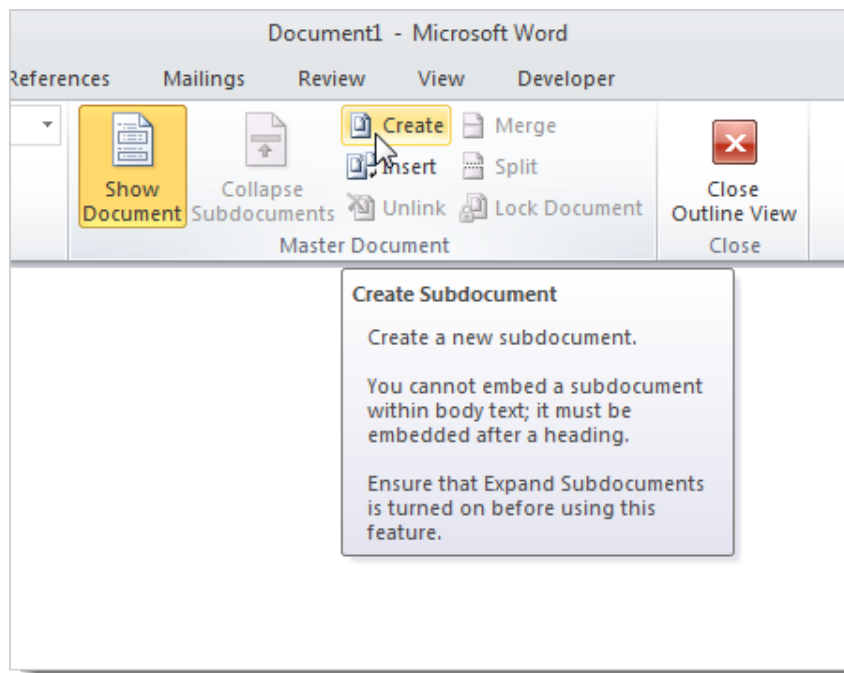 Document1 - Microsoft Word
References Mailings Review View Developer
Create Merge
Insert Split
Unlink Lock Document
Show
Document
Collapse
Subdocuments
Close
Outline View
Master Document Close
Create Subdocument
Create a new subdocument.
You cannot embed a subdocument
within body text; it must be
embedded after a heading.
Ensure that Expand Subdocuments
is turned on before using this
feature.